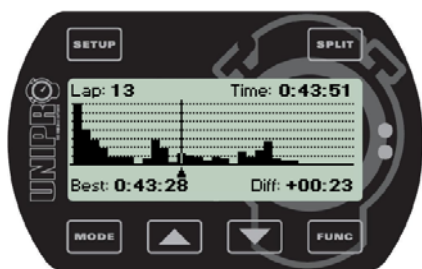 SETUP SPLIT
UNIPRO
Lap: 13 Time: 0:43:51
Best: 0:43:28 Diff: +00:23
MODE FUNC